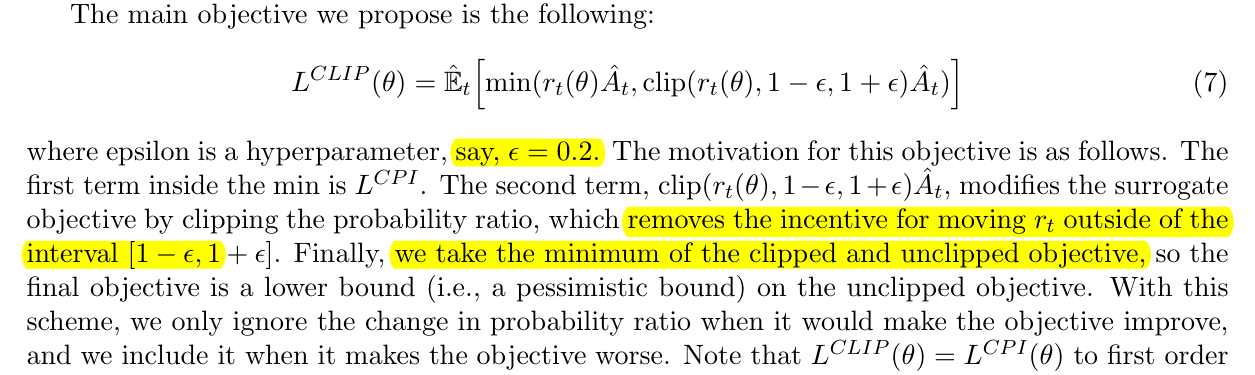 The main objective we propose is the following:
L^{CLIP}(θ) = Ê_t[min(r_t(θ)Â_t, clip(r_t(θ), 1 − ϵ, 1 + ϵ)Â_t)] (7)
where epsilon is a hyperparameter, say, ϵ = 0.2. The motivation for this objective is as follows. The
first term inside the min is L^{CPI}. The second term, clip(r_t(θ), 1−ϵ, 1+ϵ)Â_t, modifies the surrogate
objective by clipping the probability ratio, which removes the incentive for moving r_t outside of the
interval [1 − ϵ, 1 + ϵ]. Finally, we take the minimum of the clipped and unclipped objective, so the
final objective is a lower bound (i.e., a pessimistic bound) on the unclipped objective. With this
scheme, we only ignore the change in probability ratio when it would make the objective improve,
and we include it when it makes the objective worse. Note that L^{CLIP}(θ) = L^{CPI}(θ) to first order